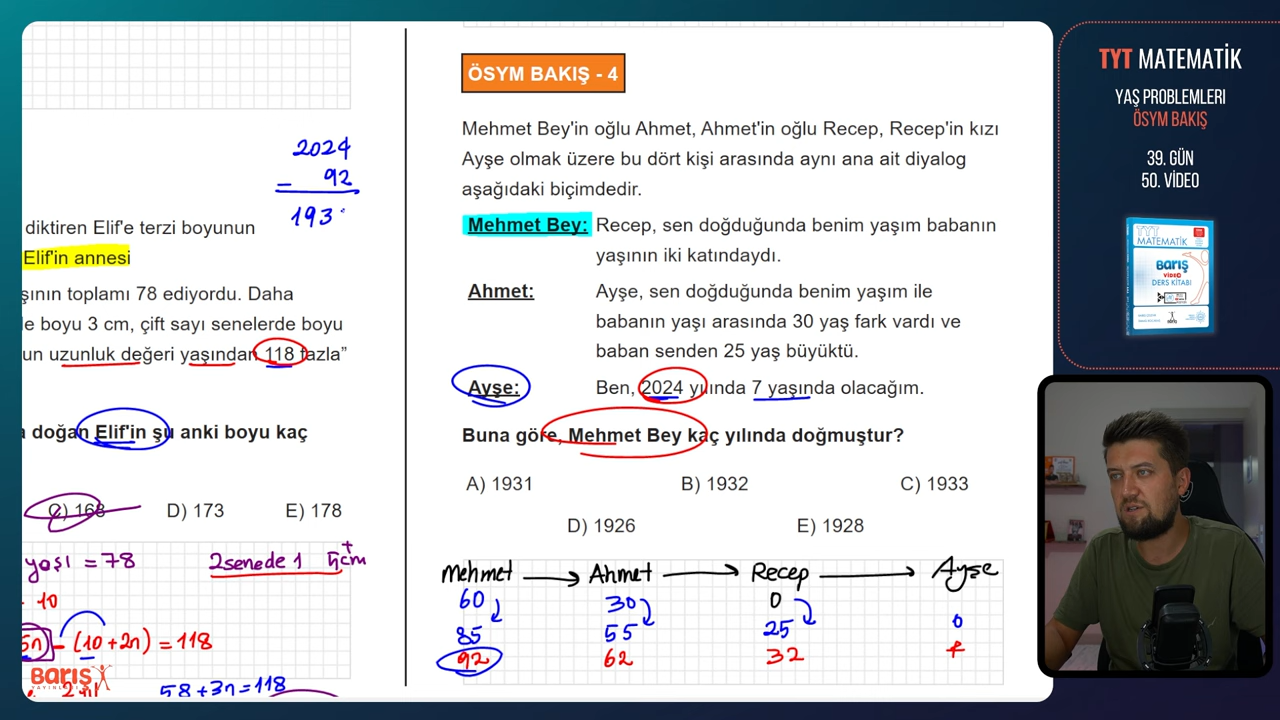 2024
- 92
193
diktiren Elif'e terzi boyunun
Elif'in annesi
şının toplamı 78 ediyordu. Daha
e boyu 3 cm, çift sayı senelerde boyu
un uzunluk değeri yaşından 118 fazla"
a doğan Elif'in şu anki boyu kaç
C) 168 D) 173 E) 178
yaşı = 78
2 senede 1 5 cm
+
- 10
5n - (10 + 2n) = 118
58 + 3n = 118
BARIŞ
YAYINLARI
ÖSYM BAKIŞ - 4
Mehmet Bey'in oğlu Ahmet, Ahmet'in oğlu Recep, Recep'in kızı
Ayşe olmak üzere bu dört kişi arasında aynı ana ait diyalog
aşağıdaki biçimdedir.
Mehmet Bey: Recep, sen doğduğunda benim yaşım babanın
yaşının iki katındaydı.
Ahmet: Ayşe, sen doğduğunda benim yaşım ile
babanın yaşı arasında 30 yaş fark vardı ve
baban senden 25 yaş büyüktü.
Ayşe: Ben, 2024 yılında 7 yaşında olacağım.
Buna göre, Mehmet Bey kaç yılında doğmuştur?
A) 1931 B) 1932 C) 1933
D) 1926 E) 1928
Mehmet → Ahmet → Recep → Ayşe
60 30 0
85 55 25 0
92 62 32 7
TYT MATEMATİK
YAŞ PROBLEMLERI
ÖSYM BAKIŞ
39. GÜN
50. VİDEO
TYT
MATEMATİK
BARIŞ
VİDEO
DERS KİTABI